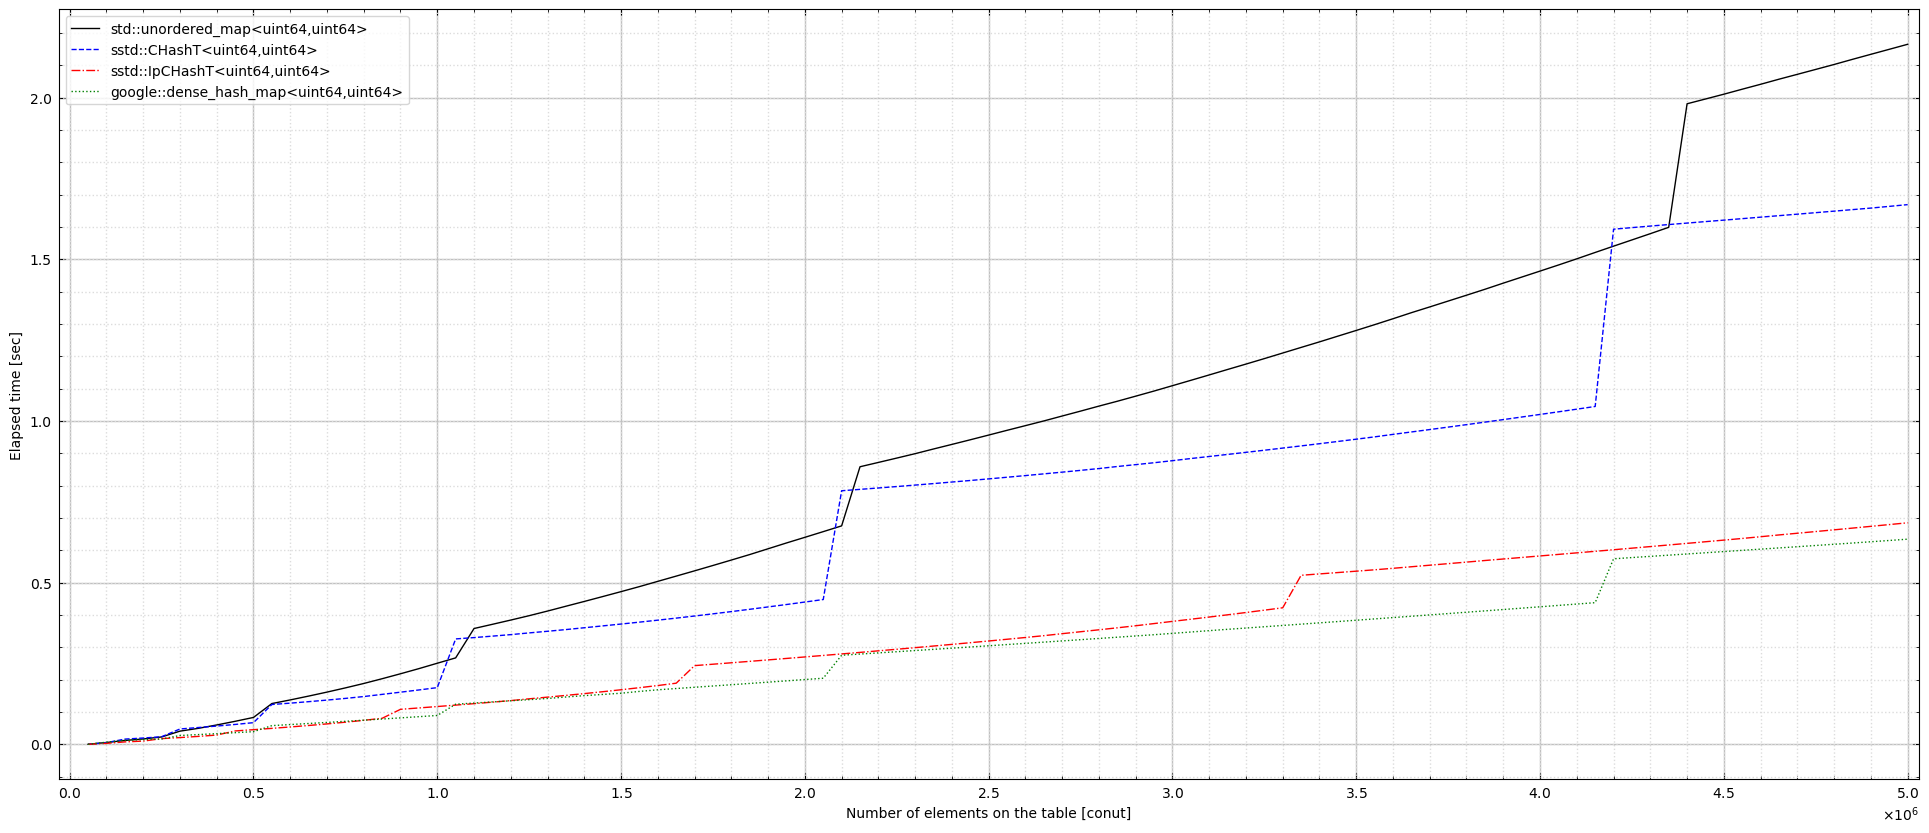 std::unordered_map<uint64,uint64>
sstd::CHashT<uint64,uint64>
sstd::IpCHashT<uint64,uint64>
google::dense_hash_map<uint64,uint64>
Elapsed time [sec]
2.0
1.5
1.0
0.5
0.0
0.0 0.5 1.0 1.5 2.0 2.5 3.0 3.5 4.0 4.5 5.0
Number of elements on the table [conut]
×10⁶